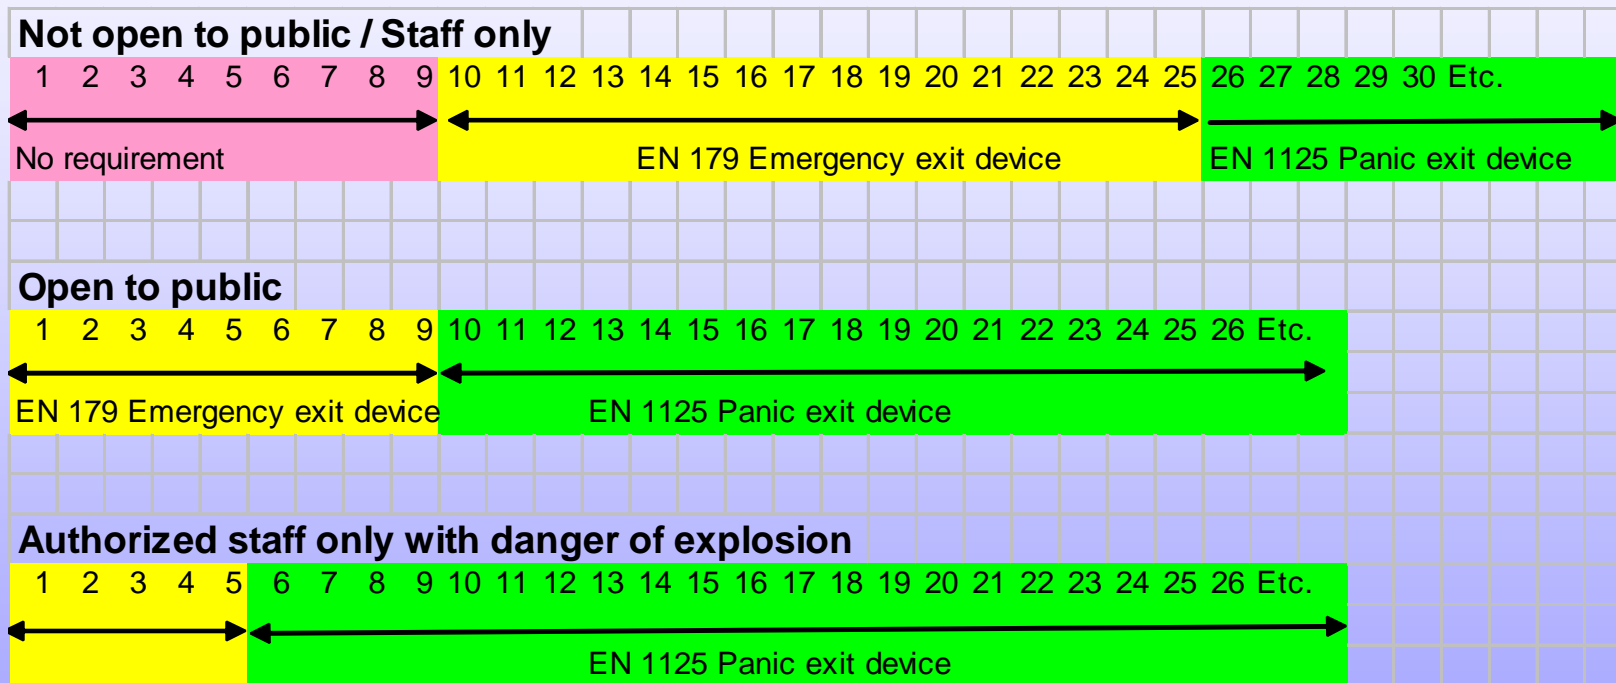 Not open to public / Staff only
1 2 3 4 5 6 7 8 9 10 11 12 13 14 15 16 17 18 19 20 21 22 23 24 25 26 27 28 29 30 Etc.
No requirement EN 179 Emergency exit device EN 1125 Panic exit device
Open to public
1 2 3 4 5 6 7 8 9 10 11 12 13 14 15 16 17 18 19 20 21 22 23 24 25 26 Etc.
EN 179 Emergency exit device EN 1125 Panic exit device
Authorized staff only with danger of explosion
1 2 3 4 5 6 7 8 9 10 11 12 13 14 15 16 17 18 19 20 21 22 23 24 25 26 Etc.
EN 1125 Panic exit device